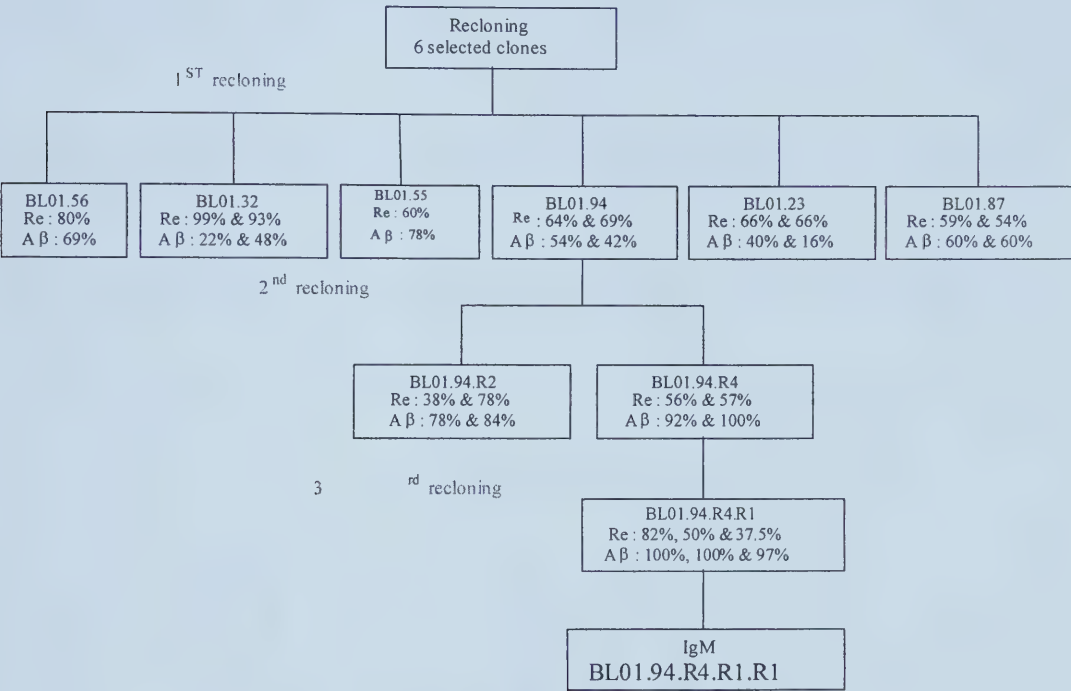 Recloning
6 selected clones
1ST recloning
BL01.56
Re : 80%
A β : 69%
BL01.32
Re : 99% & 93%
A β : 22% & 48%
BL01.55
Re : 60%
A β : 78%
BL01.94
Re : 64% & 69%
A β : 54% & 42%
BL01.23
Re : 66% & 66%
A β : 40% & 16%
BL01.87
Re : 59% & 54%
A β : 60% & 60%
2nd recloning
BL01.94.R2
Re : 38% & 78%
A β : 78% & 84%
BL01.94.R4
Re : 56% & 57%
A β : 92% & 100%
3 rd recloning
BL01.94.R4.R1
Re : 82%, 50% & 37.5%
A β : 100%, 100% & 97%
IgM
BL01.94.R4.R1.R1